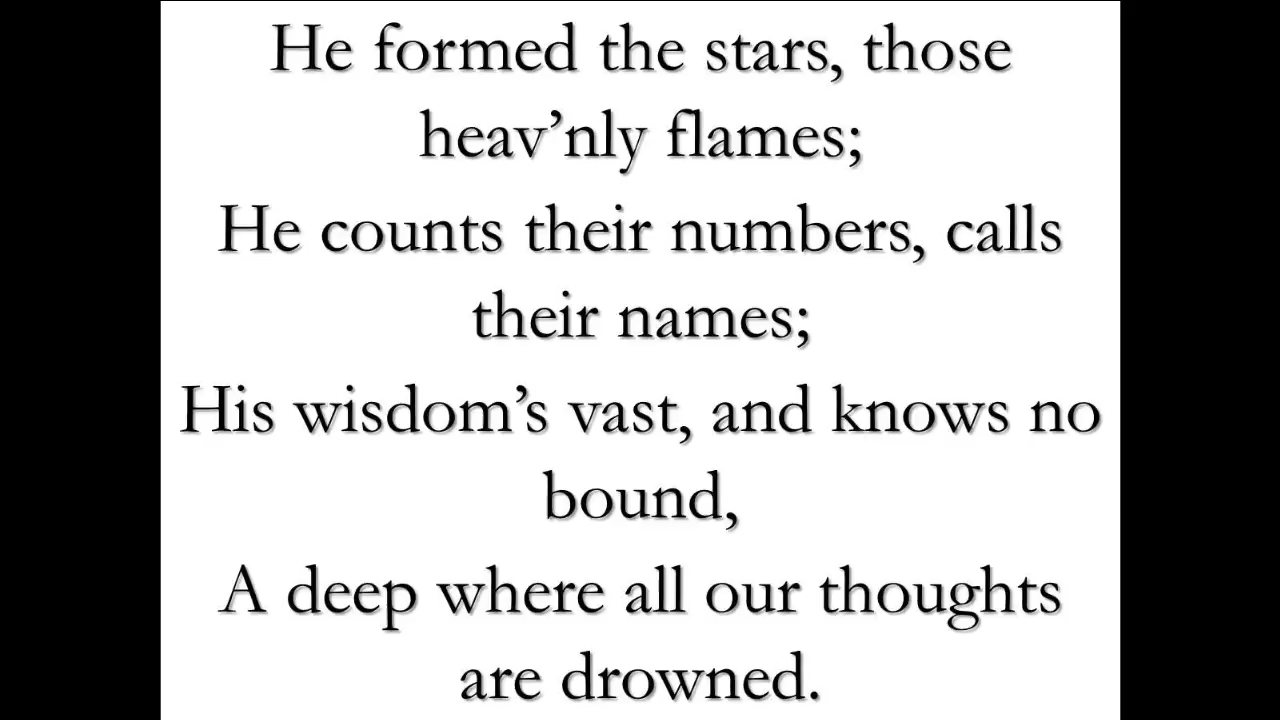 He formed the stars, those
heav’nly flames;
He counts their numbers, calls
their names;
His wisdom’s vast, and knows no
bound,
A deep where all our thoughts
are drowned.